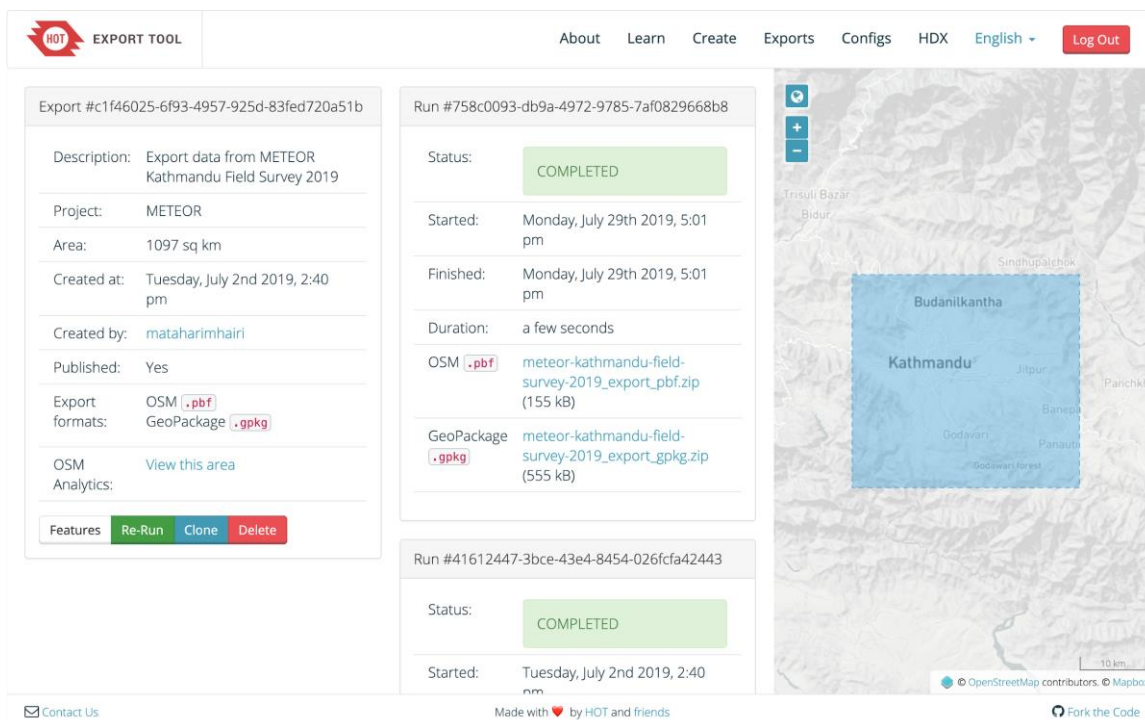 HOT EXPORT TOOL
About Learn Create Exports Configs HDX English Log Out
Export #c1f46025-6f93-4957-925d-83fed720a51b
Description: Export data from METEOR
Kathmandu Field Survey 2019
Project: METEOR
Area: 1097 sq km
Created at: Tuesday, July 2nd 2019, 2:40
pm
Created by: mataharimhairi
Published: Yes
Export OSM .pbf
formats: GeoPackage .gpkg
OSM View this area
Analytics:
Features Re-Run Clone Delete
Run #758c0093-db9a-4972-9785-7af0829668b8
Status: COMPLETED
Started: Monday, July 29th 2019, 5:01
pm
Finished: Monday, July 29th 2019, 5:01
pm
Duration: a few seconds
OSM .pbf meteor-kathmandu-field-
survey-2019_export_pbf.zip
(155 kB)
GeoPackage meteor-kathmandu-field-
.gpkg survey-2019_export_gpkg.zip
(555 kB)
Run #41612447-3bce-43e4-8454-026fcfa42443
Status: COMPLETED
Started: Tuesday, July 2nd 2019, 2:40
pm
+
−
Trisuli Bazar
Bidur
Sindhupalchok
Budanilkantha
Kathmandu
Jitpur
Panchk
Banepa
Godavari
Panauti
Godawari forest
10 km
© OpenStreetMap contributors. © Mapbo
Contact Us
Made with ❤ by HOT and friends
Fork the Code